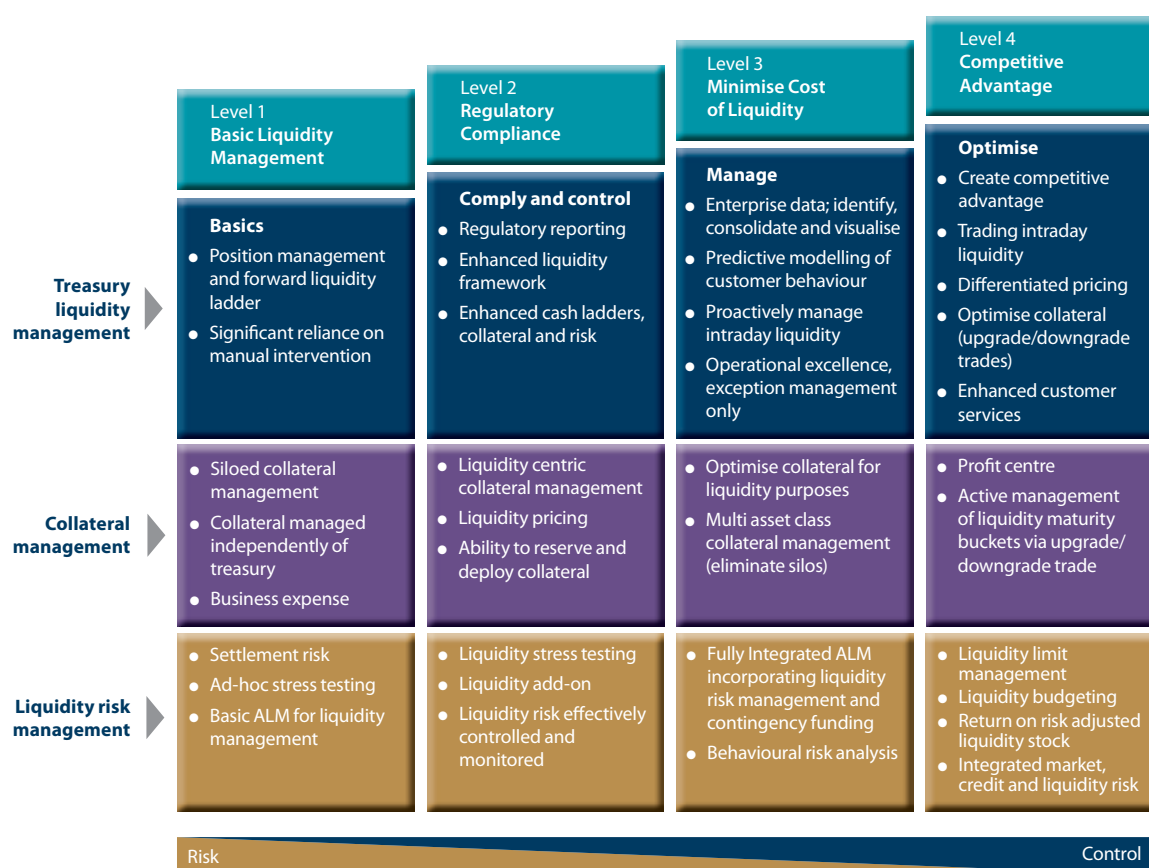 Level 1
Basic Liquidity
Management
Level 2
Regulatory
Compliance
Level 3
Minimise Cost
of Liquidity
Level 4
Competitive
Advantage
Treasury
liquidity
management
Basics
● Position management
and forward liquidity
ladder
● Significant reliance on
manual intervention
Comply and control
● Regulatory reporting
● Enhanced liquidity
framework
● Enhanced cash ladders,
collateral and risk
Manage
● Enterprise data; identify,
consolidate and visualise
● Predictive modelling of
customer behaviour
● Proactively manage
intraday liquidity
● Operational excellence,
exception management
only
Optimise
● Create competitive
advantage
● Trading intraday
liquidity
● Differentiated pricing
● Optimise collateral
(upgrade/downgrade
trades)
● Enhanced customer
services
Collateral
management
● Siloed collateral
management
● Collateral managed
independently of
treasury
● Business expense
● Liquidity centric
collateral management
● Liquidity pricing
● Ability to reserve and
deploy collateral
● Optimise collateral for
liquidity purposes
● Multi asset class
collateral management
(eliminate silos)
● Profit centre
● Active management
of liquidity maturity
buckets via upgrade/
downgrade trade
Liquidity risk
management
● Settlement risk
● Ad-hoc stress testing
● Basic ALM for liquidity
management
● Liquidity stress testing
● Liquidity add-on
● Liquidity risk effectively
controlled and
monitored
● Fully Integrated ALM
incorporating liquidity
risk management and
contingency funding
● Behavioural risk analysis
● Liquidity limit
management
● Liquidity budgeting
● Return on risk adjusted
liquidity stock
● Integrated market,
credit and liquidity risk
Risk
Control